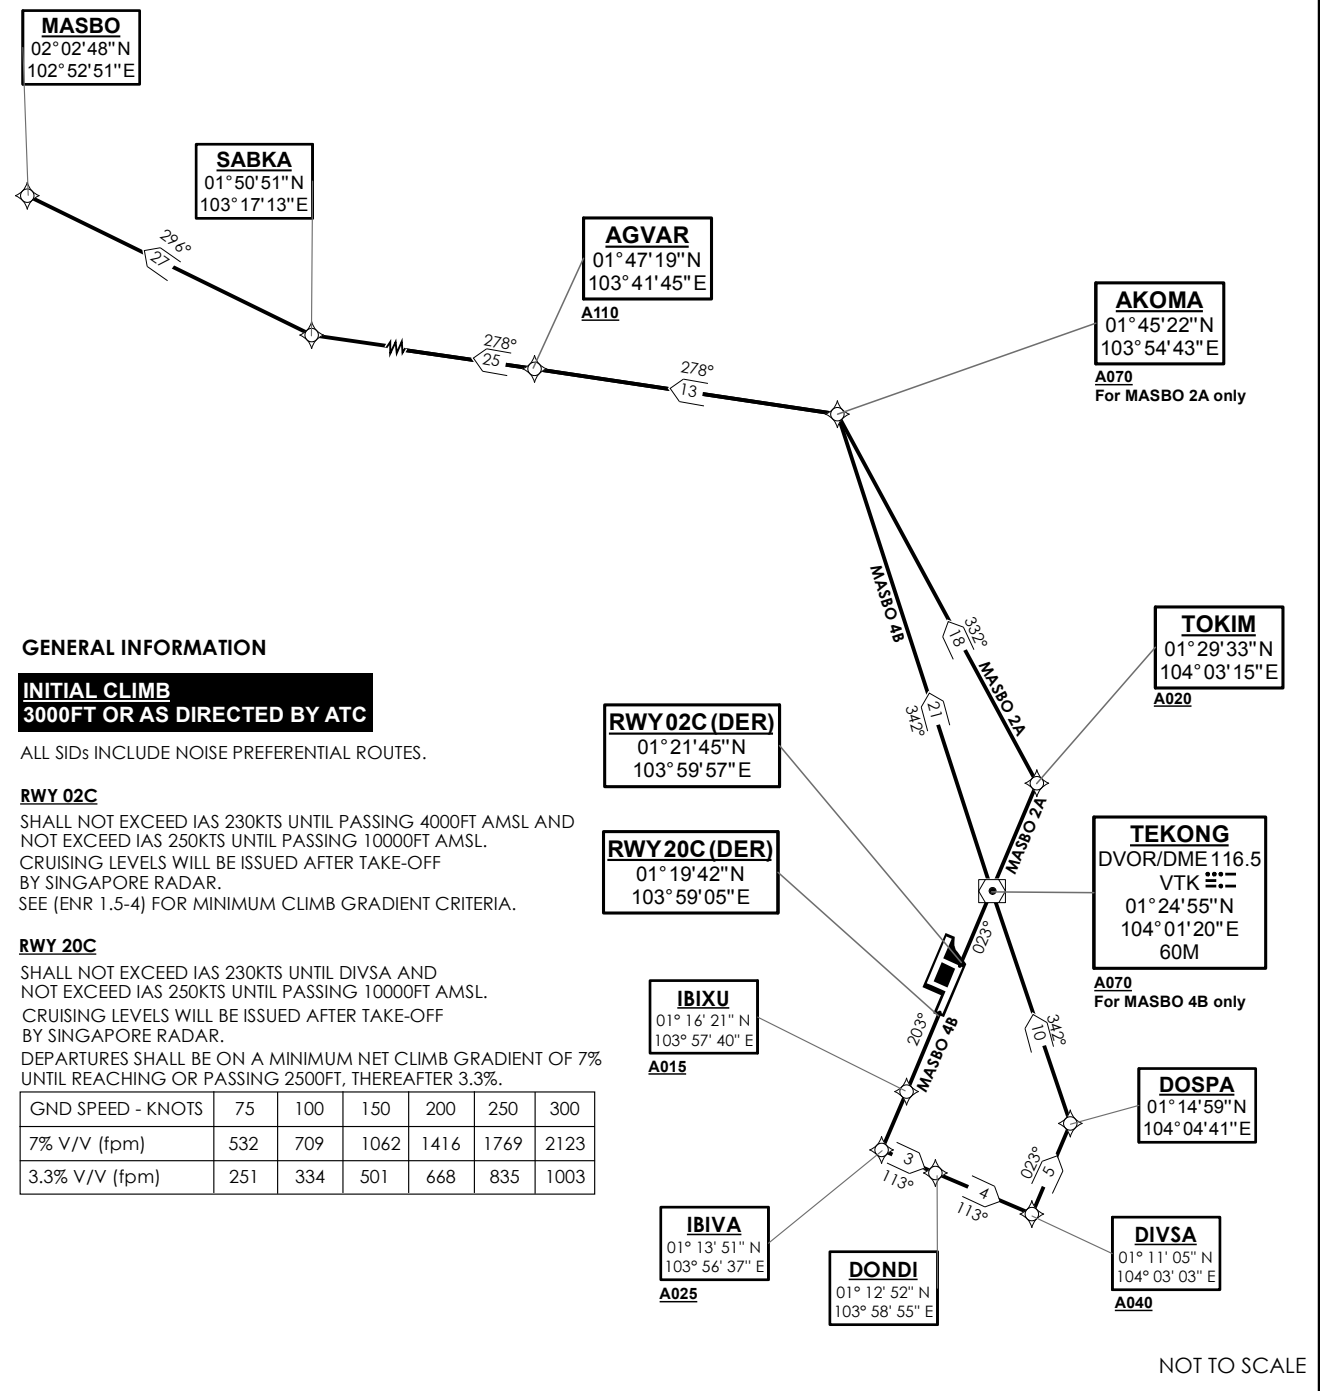 MASBO
02°02'48"N
102°52'51"E
SABKA
01°50'51"N
103°17'13"E
AGVAR
01°47'19"N
103°41'45"E
A110
AKOMA
01°45'22"N
103°54'43"E
A070
For MASBO 2A only
296°
27
278°
25
278°
13
MASBO 4B
332°
18
MASBO 2A
342°
21
TOKIM
01°29'33"N
104°03'15"E
A020
GENERAL INFORMATION
INITIAL CLIMB
3000FT OR AS DIRECTED BY ATC
ALL SIDs INCLUDE NOISE PREFERENTIAL ROUTES.
RWY 02C
SHALL NOT EXCEED IAS 230KTS UNTIL PASSING 4000FT AMSL AND
NOT EXCEED IAS 250KTS UNTIL PASSING 10000FT AMSL.
CRUISING LEVELS WILL BE ISSUED AFTER TAKE-OFF
BY SINGAPORE RADAR.
SEE (ENR 1.5-4) FOR MINIMUM CLIMB GRADIENT CRITERIA.
RWY 20C
SHALL NOT EXCEED IAS 230KTS UNTIL DIVSA AND
NOT EXCEED IAS 250KTS UNTIL PASSING 10000FT AMSL.
CRUISING LEVELS WILL BE ISSUED AFTER TAKE-OFF
BY SINGAPORE RADAR.
DEPARTURES SHALL BE ON A MINIMUM NET CLIMB GRADIENT OF 7%
UNTIL REACHING OR PASSING 2500FT, THEREAFTER 3.3%.
GND SPEED - KNOTS 75 100 150 200 250 300
7% V/V (fpm) 532 709 1062 1416 1769 2123
3.3% V/V (fpm) 251 334 501 668 835 1003
RWY 02C (DER)
01°21'45"N
103°59'57"E
RWY 20C (DER)
01°19'42"N
103°59'05"E
MASBO 2A
TEKONG
DVOR/DME 116.5
VTK
01°24'55"N
104°01'20"E
60M
A070
For MASBO 4B only
023°
203°
MASBO 4B
IBIXU
01° 16' 21" N
103° 57' 40" E
A015
342°
10
DOSPA
01°14'59"N
104°04'41"E
023°
5
3
113°
4
113°
IBIVA
01° 13' 51" N
103° 56' 37" E
A025
DONDI
01° 12' 52" N
103° 58' 55" E
DIVSA
01° 11' 05" N
104° 03' 03" E
A040
NOT TO SCALE